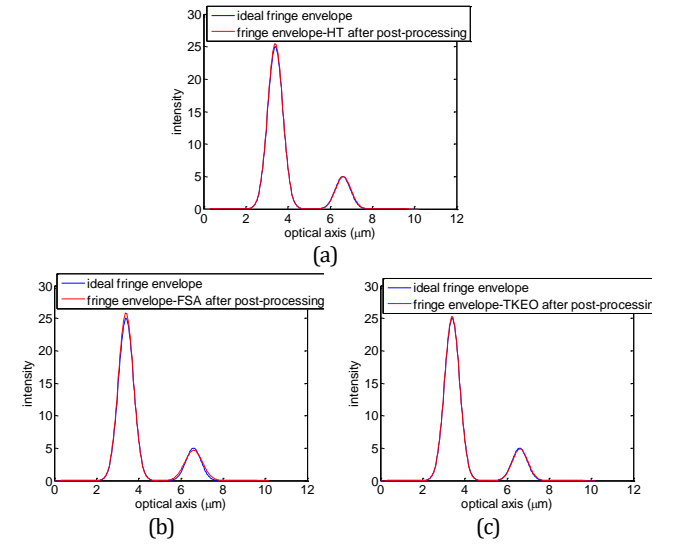 ideal fringe envelope
fringe envelope-HT after post-processing
30
25
20
15
10
5
0
intensity
0 2 4 6 8 10 12
optical axis (μm)
(a)
ideal fringe envelope
fringe envelope-FSA after post-processing
30
25
20
15
10
5
0
intensity
0 2 4 6 8 10 12
optical axis (μm)
(b)
ideal fringe envelope
fringe envelope-TKEO after post-processin
30
25
20
15
10
5
0
intensity
0 2 4 6 8 10 12
optical axis (μm)
(c)